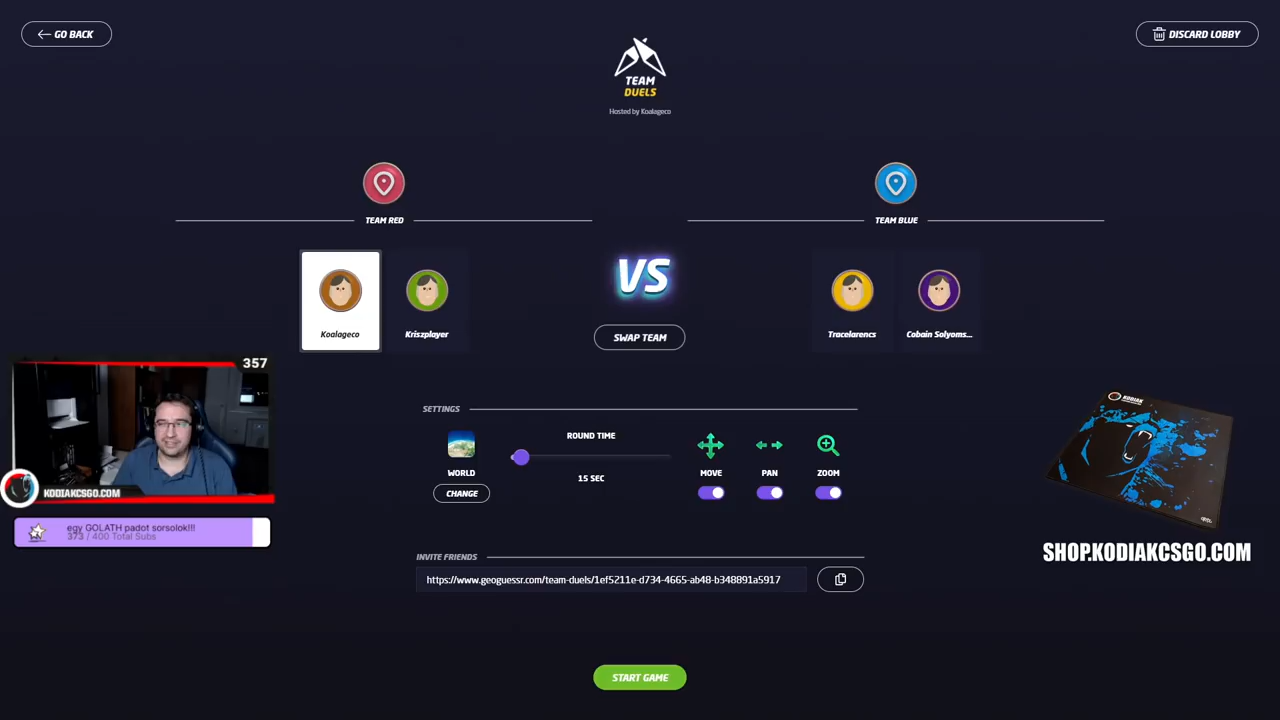 GO BACK
DISCARD LOBBY
TEAM
DUELS
Hosted by Koalageco
TEAM RED
TEAM BLUE
VS
Koalageco
Kriszplayer
Tracelarencs
Cobain Solyoms...
SWAP TEAM
357
KODIAKCSGO.COM
egy GOLATH padot sorsolok!!!
373 / 400 Total Subs
SETTINGS
ROUND TIME
WORLD
15 SEC
MOVE
PAN
ZOOM
CHANGE
KODIAK
SHOP.KODIAKCSGO.COM
INVITE FRIENDS
https://www.geoguessr.com/team-duels/1ef5211e-d734-4665-ab48-b348891a5917
START GAME